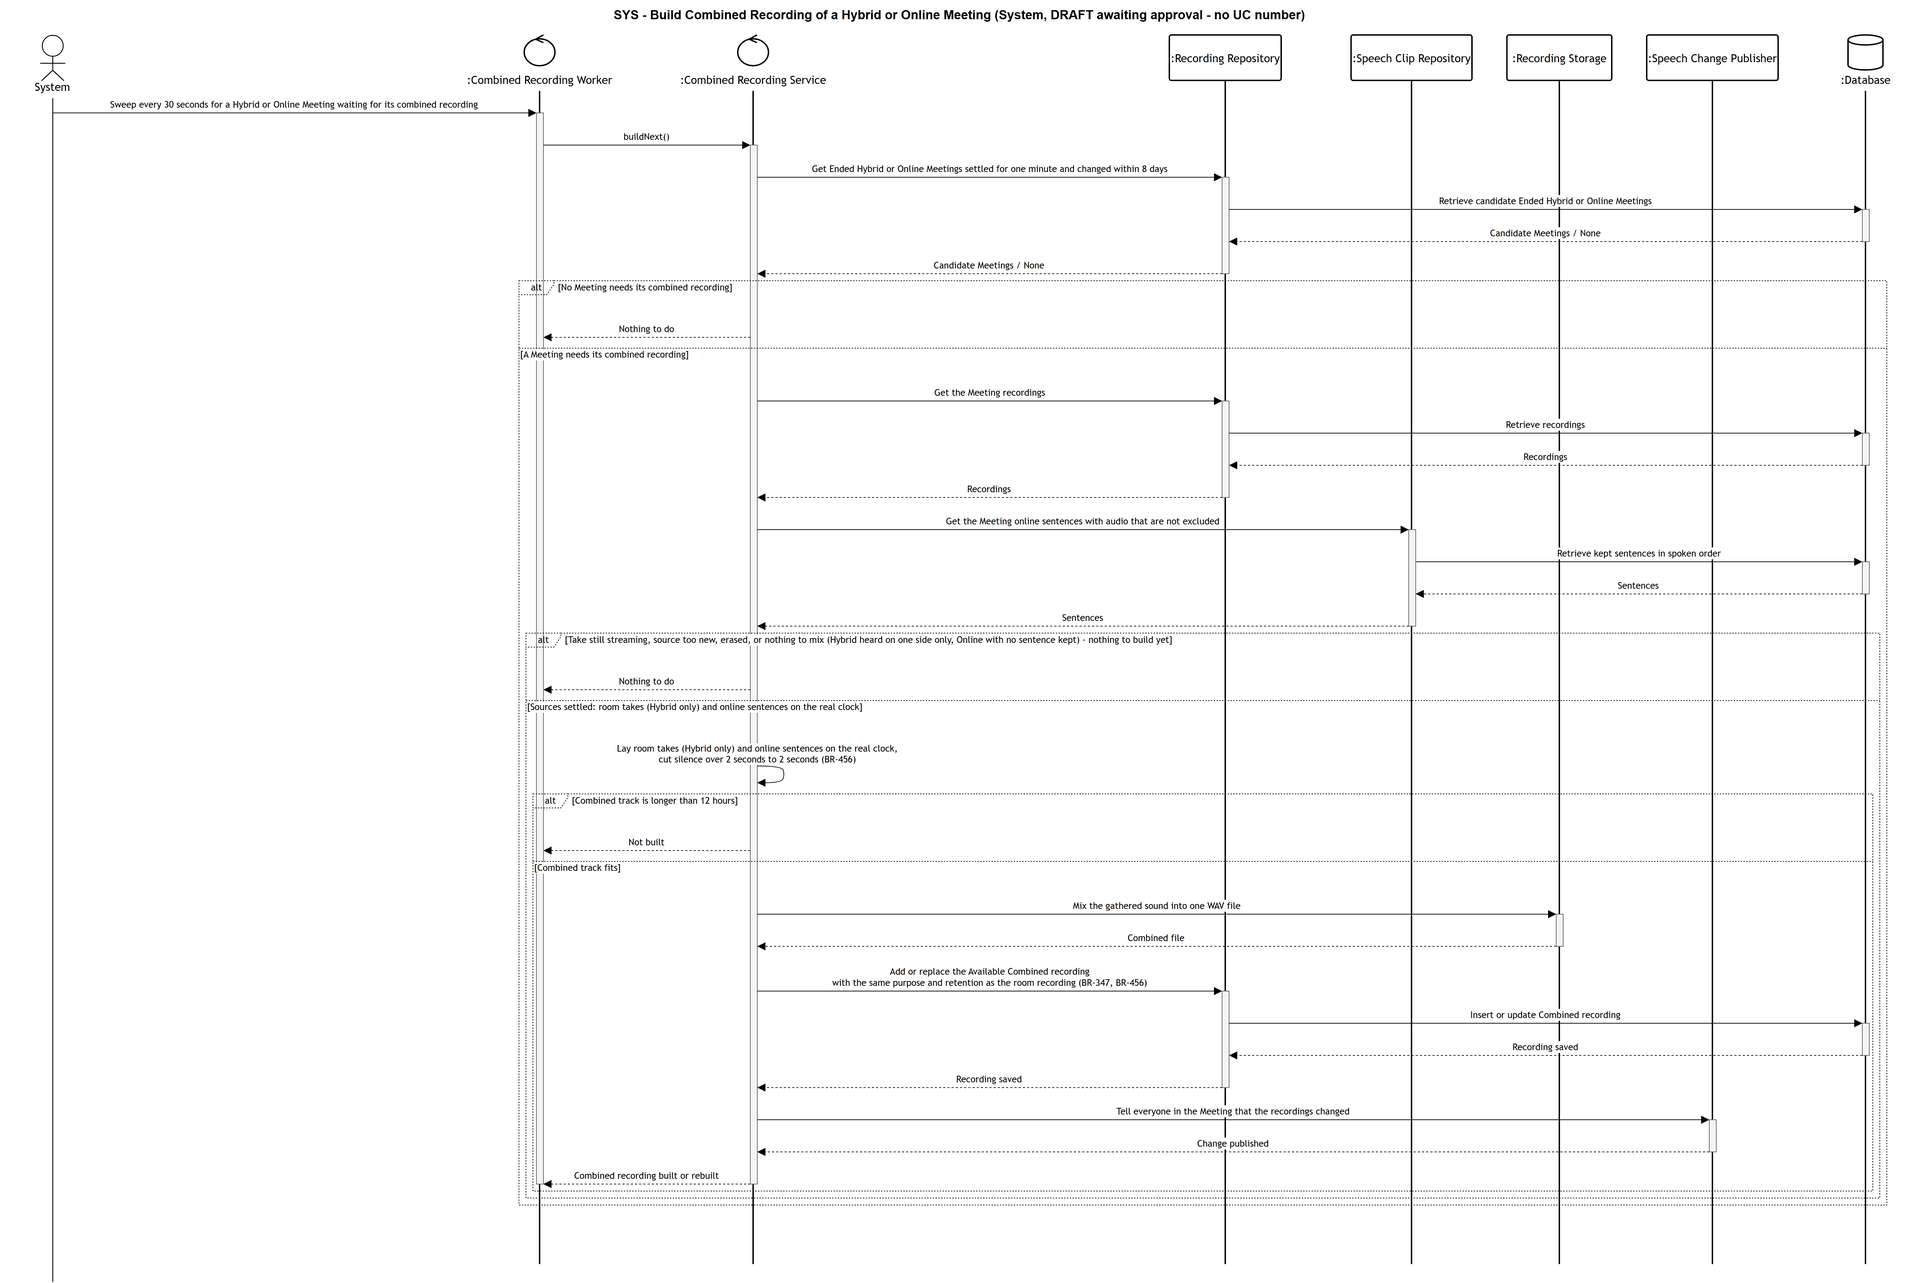 SYS - Build Combined Recording of a Hybrid or Online Meeting (System, DRAFT awaiting approval - no UC number)
System
:Combined Recording Worker
:Combined Recording Service
:Recording Repository
:Speech Clip Repository
:Recording Storage
:Speech Change Publisher
:Database
Sweep every 30 seconds for a Hybrid or Online Meeting waiting for its combined recording
buildNext()
Get Ended Hybrid or Online Meetings settled for one minute and changed within 8 days
Retrieve candidate Ended Hybrid or Online Meetings
Candidate Meetings / None
Candidate Meetings / None
alt [No Meeting needs its combined recording]
Nothing to do
[A Meeting needs its combined recording]
Get the Meeting recordings
Retrieve recordings
Recordings
Recordings
Get the Meeting online sentences with audio that are not excluded
Retrieve kept sentences in spoken order
Sentences
Sentences
alt [Take still streaming, source too new, erased, or nothing to mix (Hybrid heard on one side only, Online with no sentence kept) - nothing to build yet]
Nothing to do
[Sources settled: room takes (Hybrid only) and online sentences on the real clock]
Lay room takes (Hybrid only) and online sentences on the real clock,
cut silence over 2 seconds to 2 seconds (BR-456)
alt [Combined track is longer than 12 hours]
Not built
[Combined track fits]
Mix the gathered sound into one WAV file
Combined file
Add or replace the Available Combined recording
with the same purpose and retention as the room recording (BR-347, BR-456)
Insert or update Combined recording
Recording saved
Recording saved
Tell everyone in the Meeting that the recordings changed
Change published
Combined recording built or rebuilt